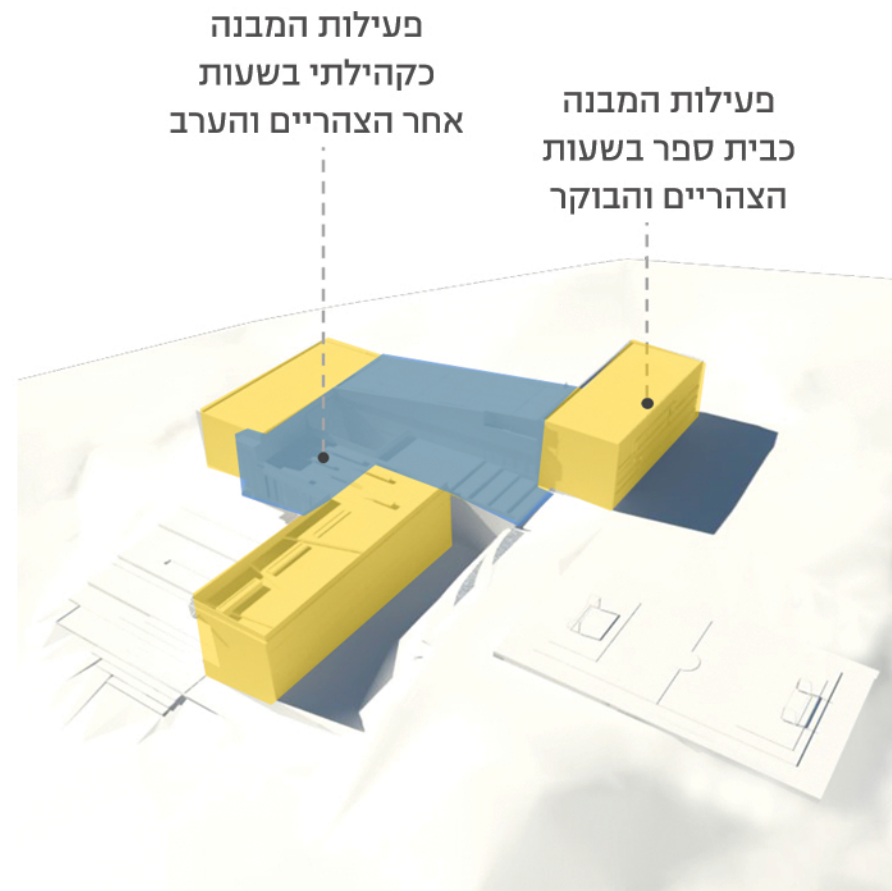 פעילות המבנה
כקהילתי בשעות
אחר הצהריים והערב
פעילות המבנה
כבית ספר בשעות
הצהריים והבוקר